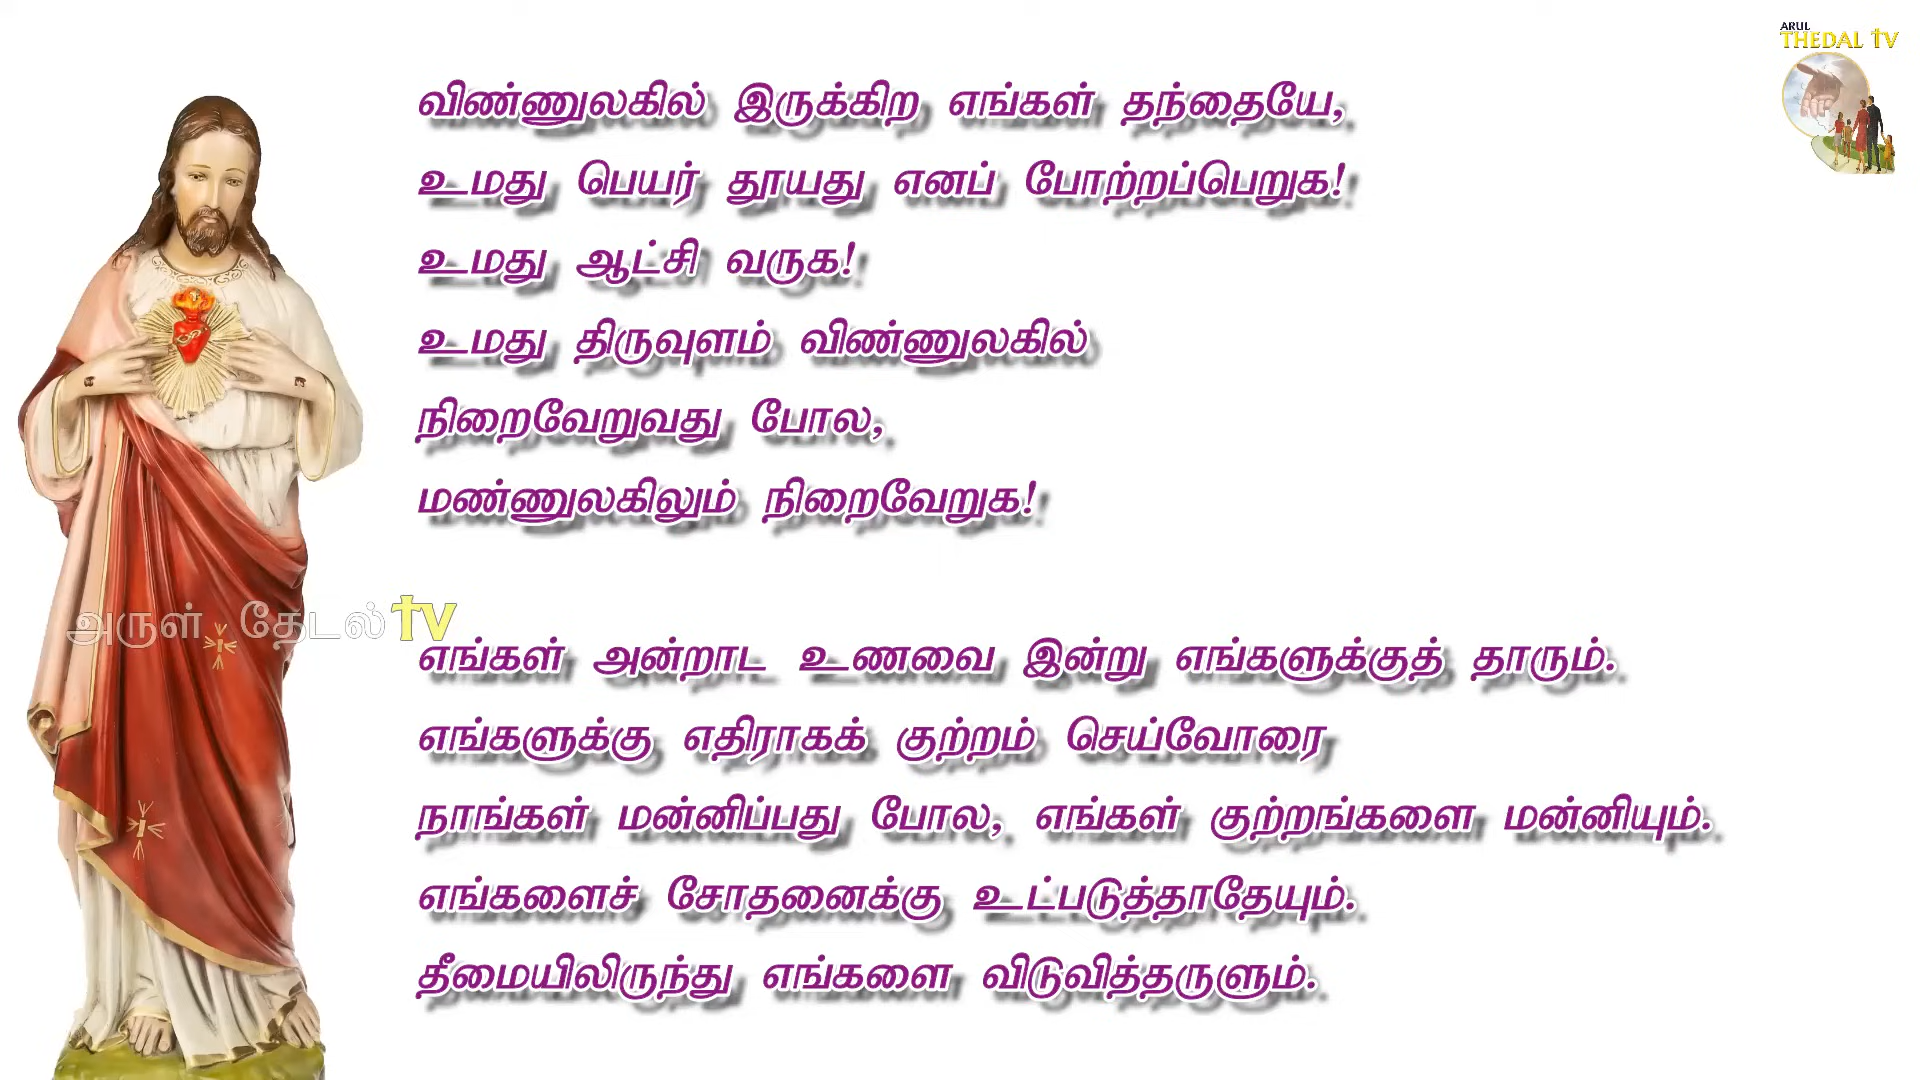 ARUL
THEDAL TV
விண்ணுலகில் இருக்கிற எங்கள் தந்தையே,
உமது பெயர் தூயது எனப் போற்றப்பெறுக!
உமது ஆட்சி வருக!
உமது திருவுளம் விண்ணுலகில்
நிறைவேறுவது போல,
மண்ணுலகிலும் நிறைவேறுக!
அருள் தேடல் TV
எங்கள் அன்றாட உணவை இன்று எங்களுக்குத் தாரும்.
எங்களுக்கு எதிராகக் குற்றம் செய்வோரை
நாங்கள் மன்னிப்பது போல, எங்கள் குற்றங்களை மன்னியும்.
எங்களைச் சோதனைக்கு உட்படுத்தாதேயும்.
தீமையிலிருந்து எங்களை விடுவித்தருளும்.